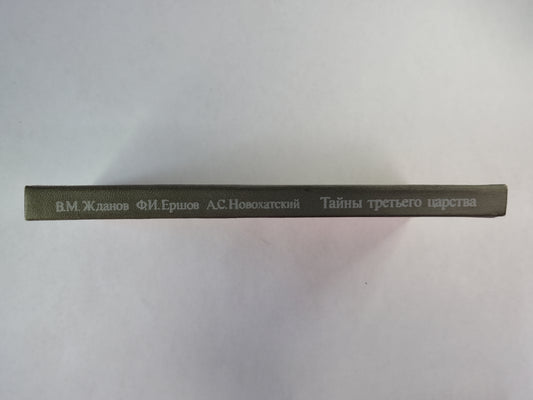 В.М. Жданов Ф.И. Ершов А.С. Новохатский Тайны третьего царства